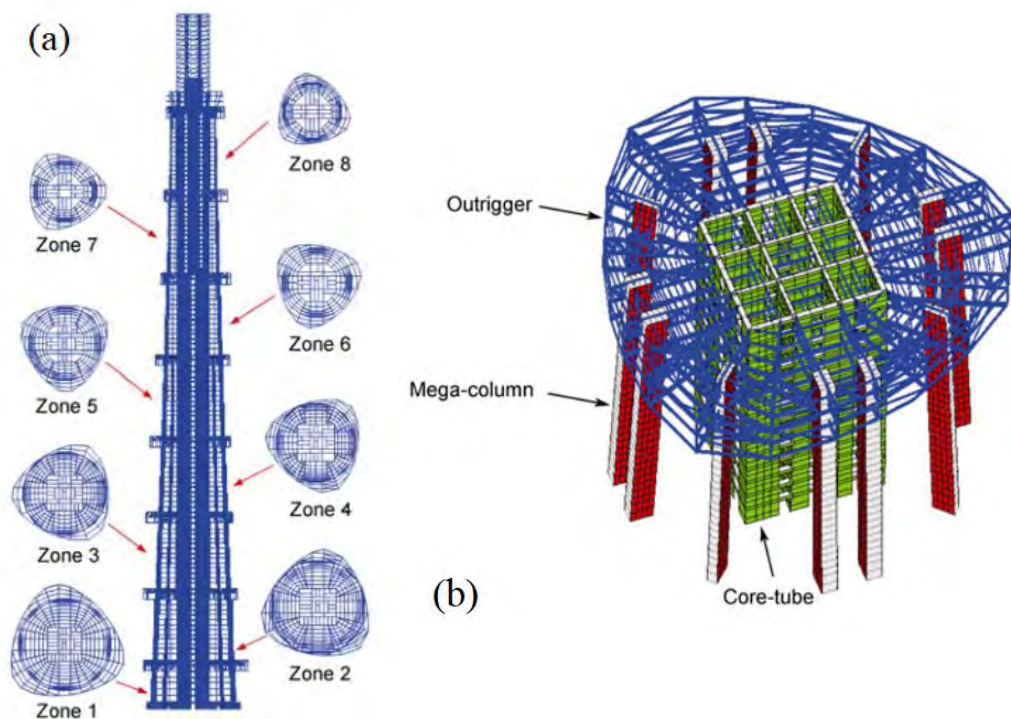 (a)
Zone 8
Zone 7
Zone 6
Zone 5
Zone 4
Zone 3
Zone 2
Zone 1
(b)
Outrigger
Mega-column
Core-tube